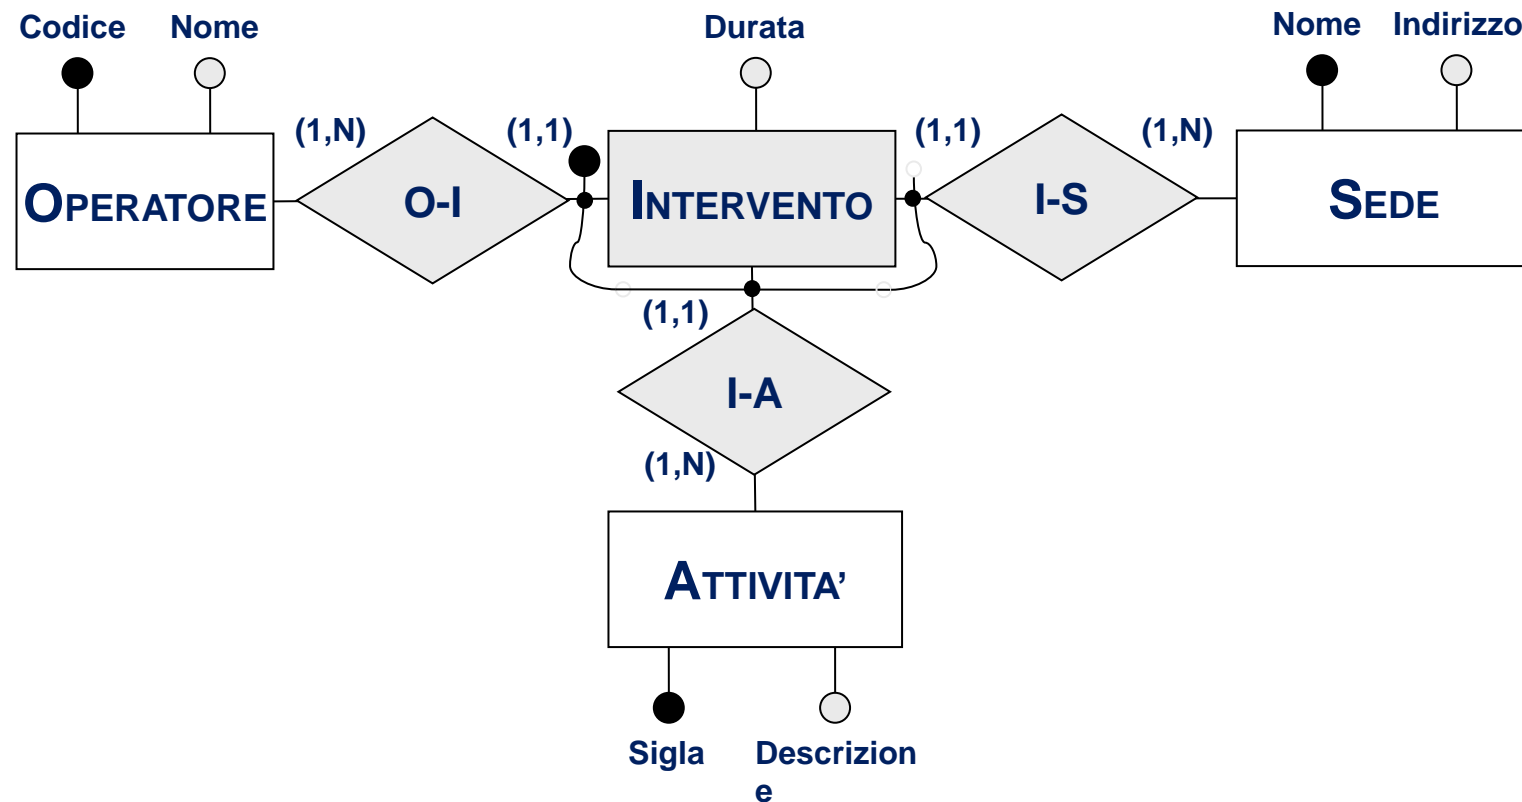 Codice Nome Durata Nome Indirizzo
(1,N) (1,1) (1,1) (1,N)
OPERATORE O-I INTERVENTO I-S SEDE
(1,1)
I-A
(1,N)
ATTIVITA’
Sigla Descrizion
e